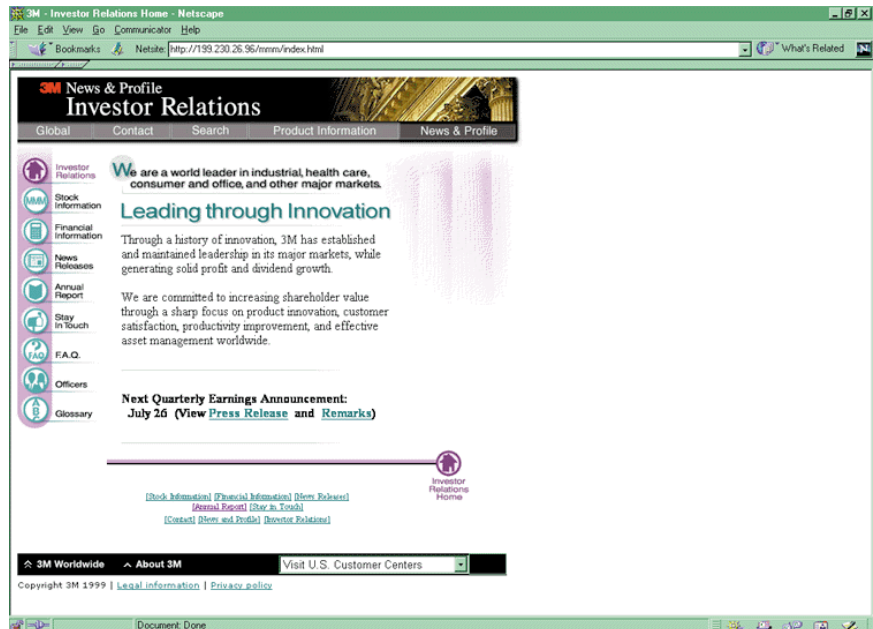 3M - Investor Relations Home - Netscape
File Edit View Go Communicator Help
Bookmarks Netsite: http://199.230.26.96/mmm/index.html What's Related N
3M News & Profile
Investor Relations
Global Contact Search Product Information News & Profile
Investor
Relations
MMM
Stock
Information
Financial
Information
News
Releases
Annual
Report
Stay
In Touch
FAQ
F.A.Q.
Officers
A
B
C
Glossary
We are a world leader in industrial, health care,
consumer and office, and other major markets.
Leading through Innovation
Through a history of innovation, 3M has established
and maintained leadership in its major markets, while
generating solid profit and dividend growth.
We are committed to increasing shareholder value
through a sharp focus on product innovation, customer
satisfaction, productivity improvement, and effective
asset management worldwide.
Next Quarterly Earnings Announcement:
July 26 (View Press Release and Remarks)
Investor
Relations
Home
[Stock Information] [Financial Information] [News Releases]
[Annual Report] [Stay in Touch]
[Contact] [News and Profile] [Investor Relations]
3M Worldwide About 3M Visit U.S. Customer Centers
Copyright 3M 1999 | Legal information | Privacy policy
Document: Done